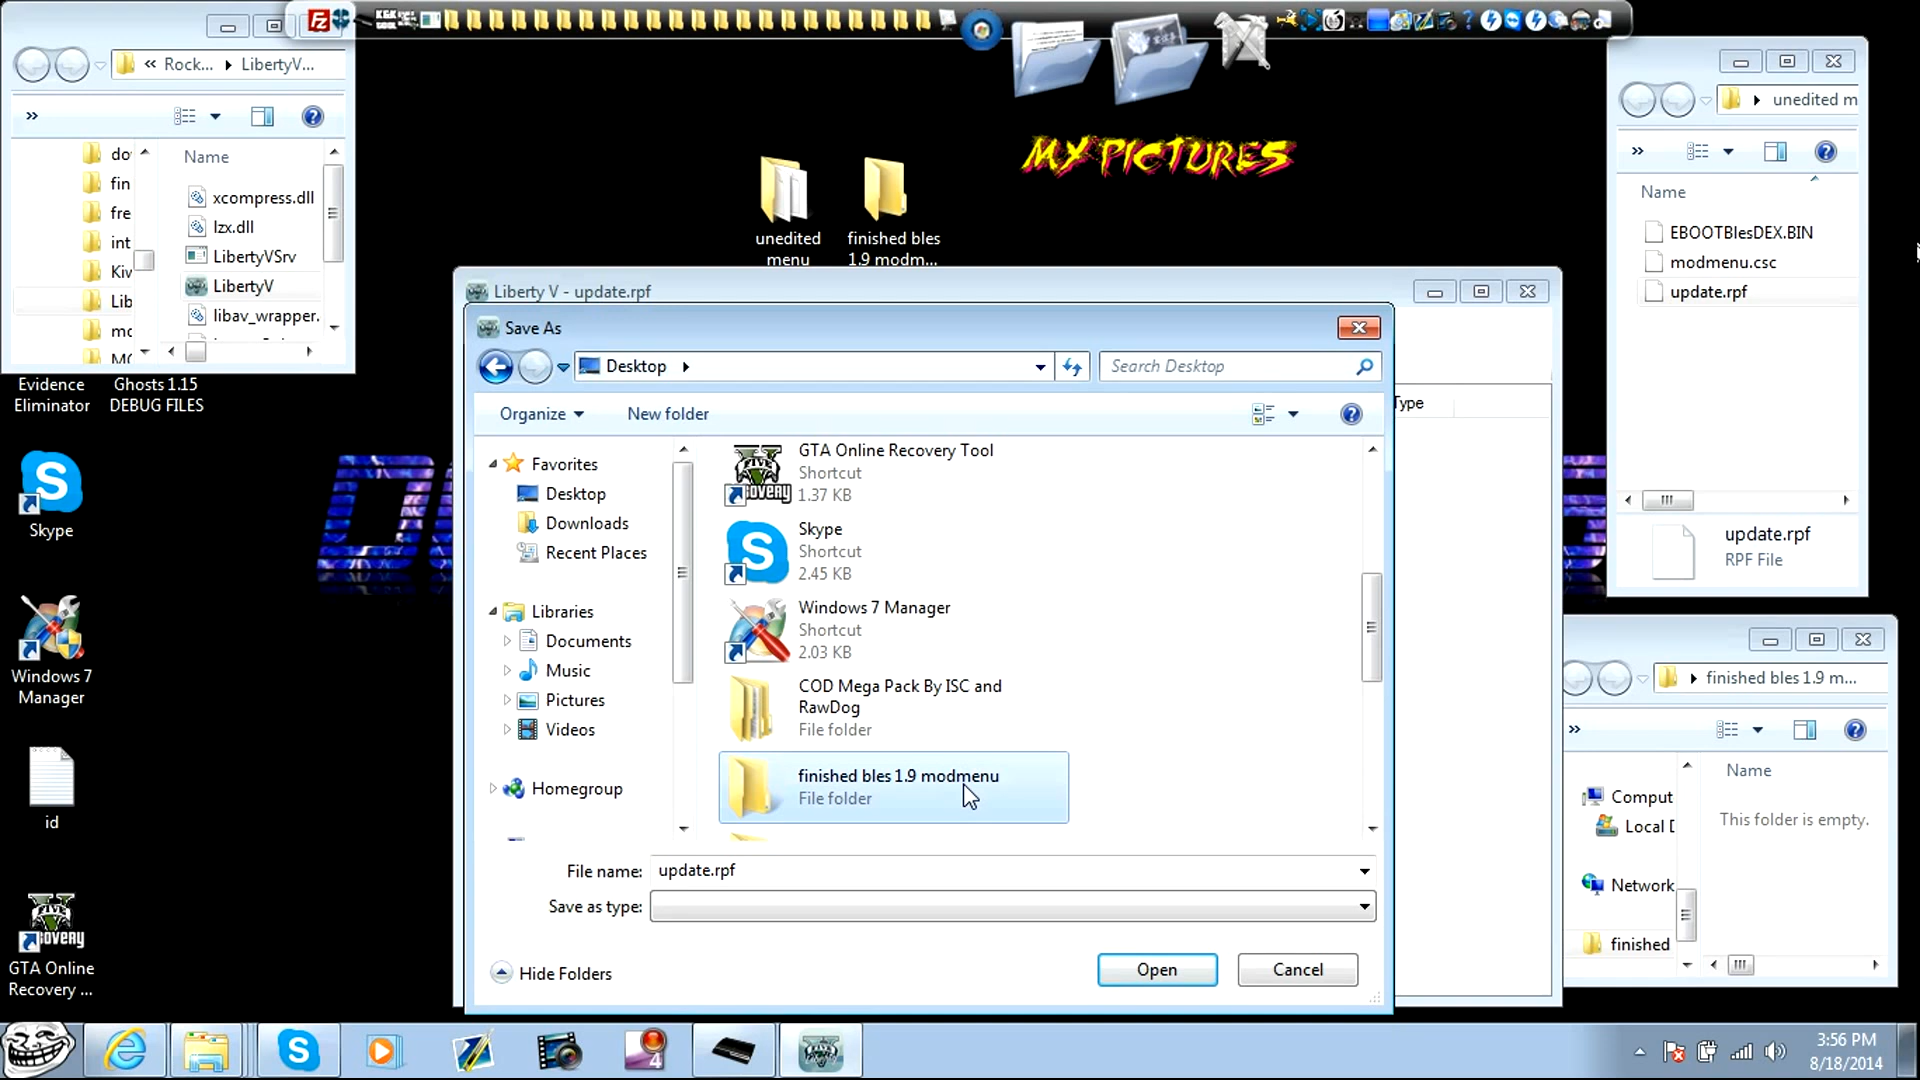 Rock...
LibertyV...
Name
do
fin
fre
int
Kiv
Lib
mc
MC
xcompress.dll
lzx.dll
LibertyVSrv
LibertyV
libav_wrapper.
MY PICTURES
unedited
menu
finished bles
1.9 modm...
unedited m
Name
EBOOTBlesDEX.BIN
modmenu.csc
update.rpf
update.rpf
RPF File
Evidence
Eliminator
Ghosts 1.15
DEBUG FILES
Skype
Windows 7
Manager
id
GTA Online
Recovery ...
Liberty V - update.rpf
Type
Save As
Desktop
Search Desktop
Organize
New folder
Favorites
Desktop
Downloads
Recent Places
Libraries
Documents
Music
Pictures
Videos
Homegroup
GTA Online Recovery Tool
Shortcut
1.37 KB
Skype
Shortcut
2.45 KB
Windows 7 Manager
Shortcut
2.03 KB
COD Mega Pack By ISC and
RawDog
File folder
finished bles 1.9 modmenu
File folder
File name:
update.rpf
Save as type:
Hide Folders
Open
Cancel
finished bles 1.9 m...
Name
This folder is empty.
Comput
Local D
Network
finished
3:56 PM
8/18/2014